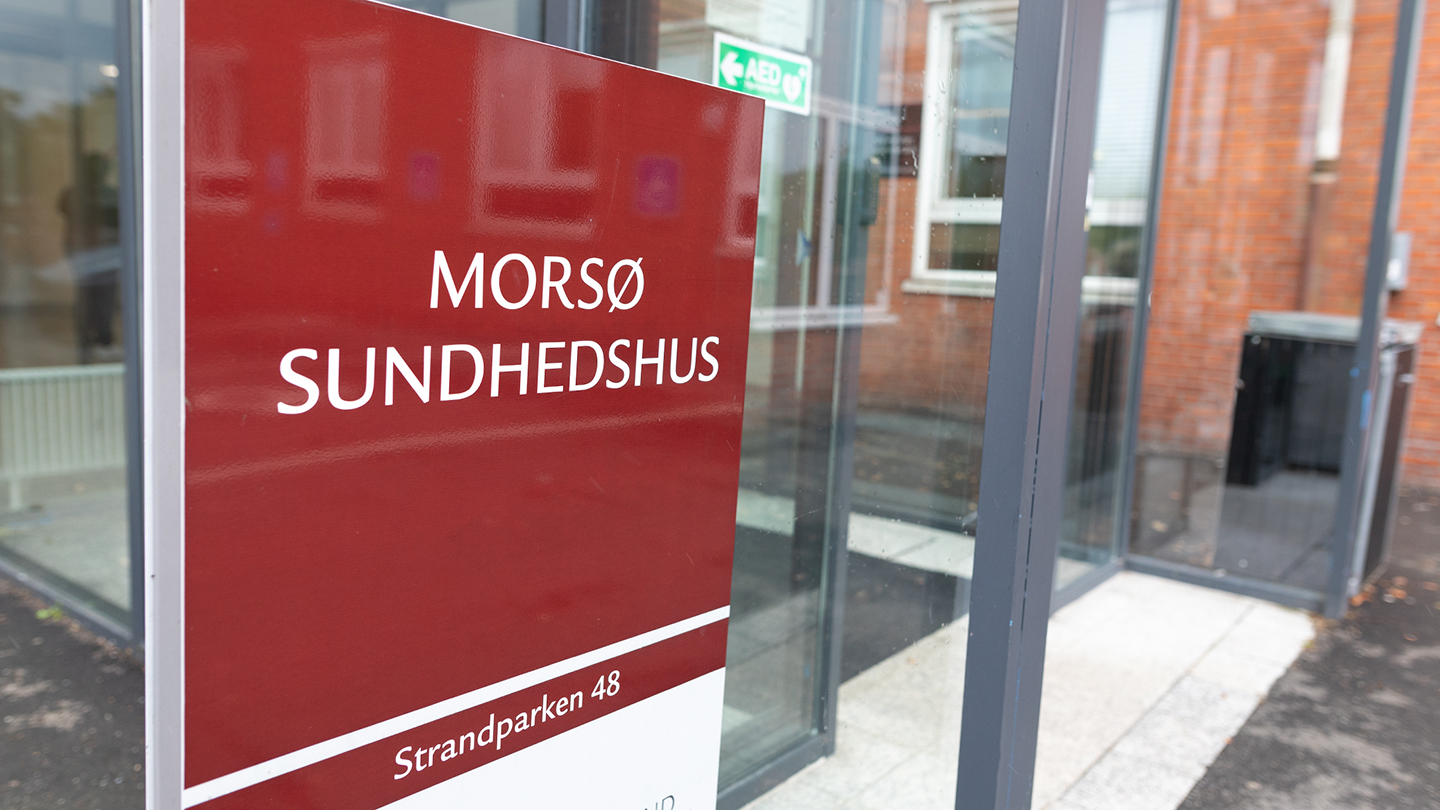 AED
MORSØ
SUNDHEDSHUS
Strandparken 48